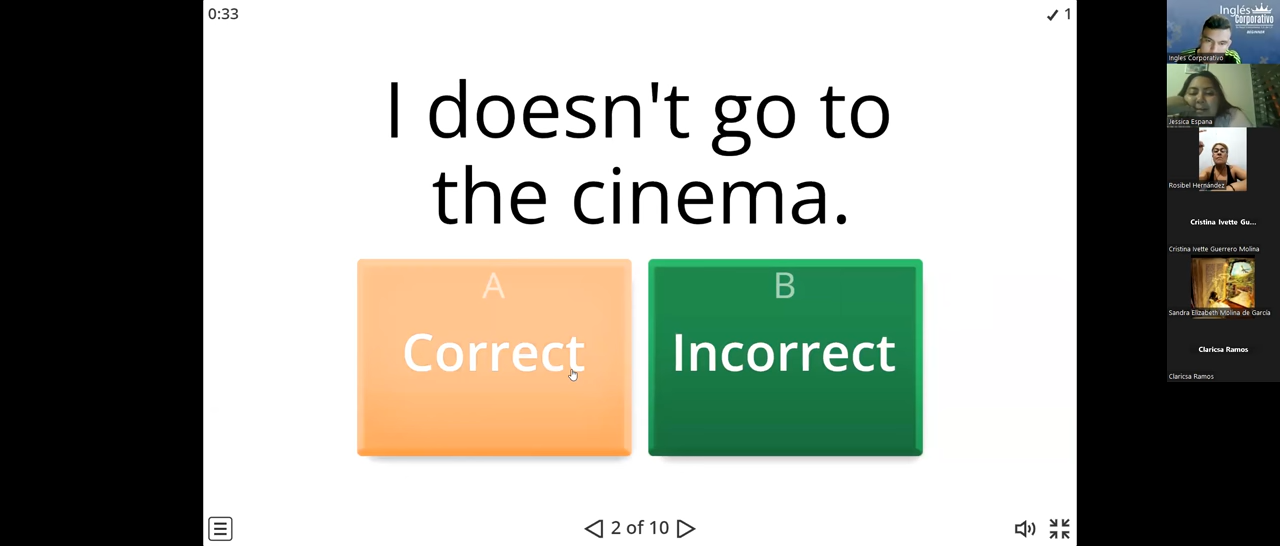 0:33
✓ 1
I doesn't go to
the cinema.
A
Correct
B
Incorrect
2 of 10
Inglés
Corporativo
BEGINNER
Ingles Corporativo
Jessica Espana
Rosibel Hernández
Cristina Ivette Gu...
Cristina Ivette Guerrero Molina
Sandra Elizabeth Molina de García
Claricsa Ramos
Claricsa Ramos